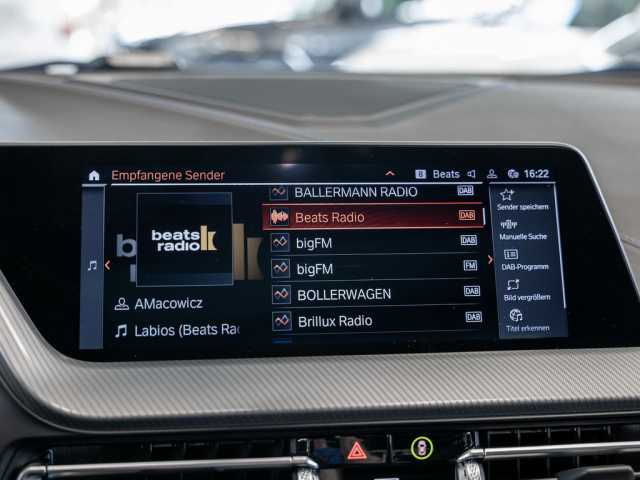 Empfangene Sender
B Beats 16:22
beats
radio
AMacowicz
Labios (Beats Ra
BALLERMANN RADIO DAB
Beats Radio DAB
bigFM DAB
bigFM FM
BOLLERWAGEN DAB
Brillux Radio DAB
Sender speichern
Manuelle Suche
DAB-Programm
Bild vergrößern
Titel erkennen